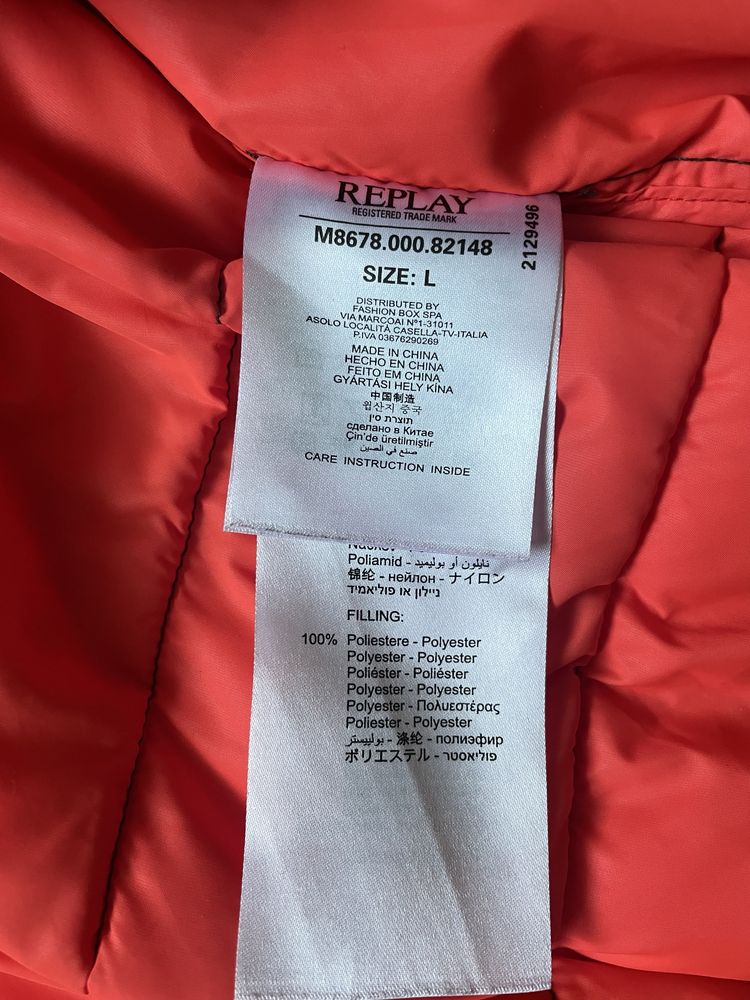 REPLAY
REGISTERED TRADE MARK
M8678.000.82148
2129496
SIZE: L
DISTRIBUTED BY
FASHION BOX SPA
VIA MARCOAI Nº1-31011
ASOLO LOCALITÀ CASELLA-TV-ITALIA
P.IVA 03676290269
MADE IN CHINA
HECHO EN CHINA
FEITO EM CHINA
GYÁRTÁSI HELY KÍNA
中国制造
원산지 중국
תוצרת סין
сделано в Китае
Çin'de üretilmiştir
صنع في الصين
CARE INSTRUCTION INSIDE
Poliamid - نايلون أو بوليميد
锦纶 - нейлон - ナイロン
ניילון או פוליאמיד
FILLING:
100% Poliestere - Polyester
Polyester - Polyester
Poliéster - Poliéster
Polyester - Polyester
Polyester - Πολυεστέρας
Poliester - Polyester
بولييستر - 涤纶 - полиэфир
ポリエステル - פוליאסטר